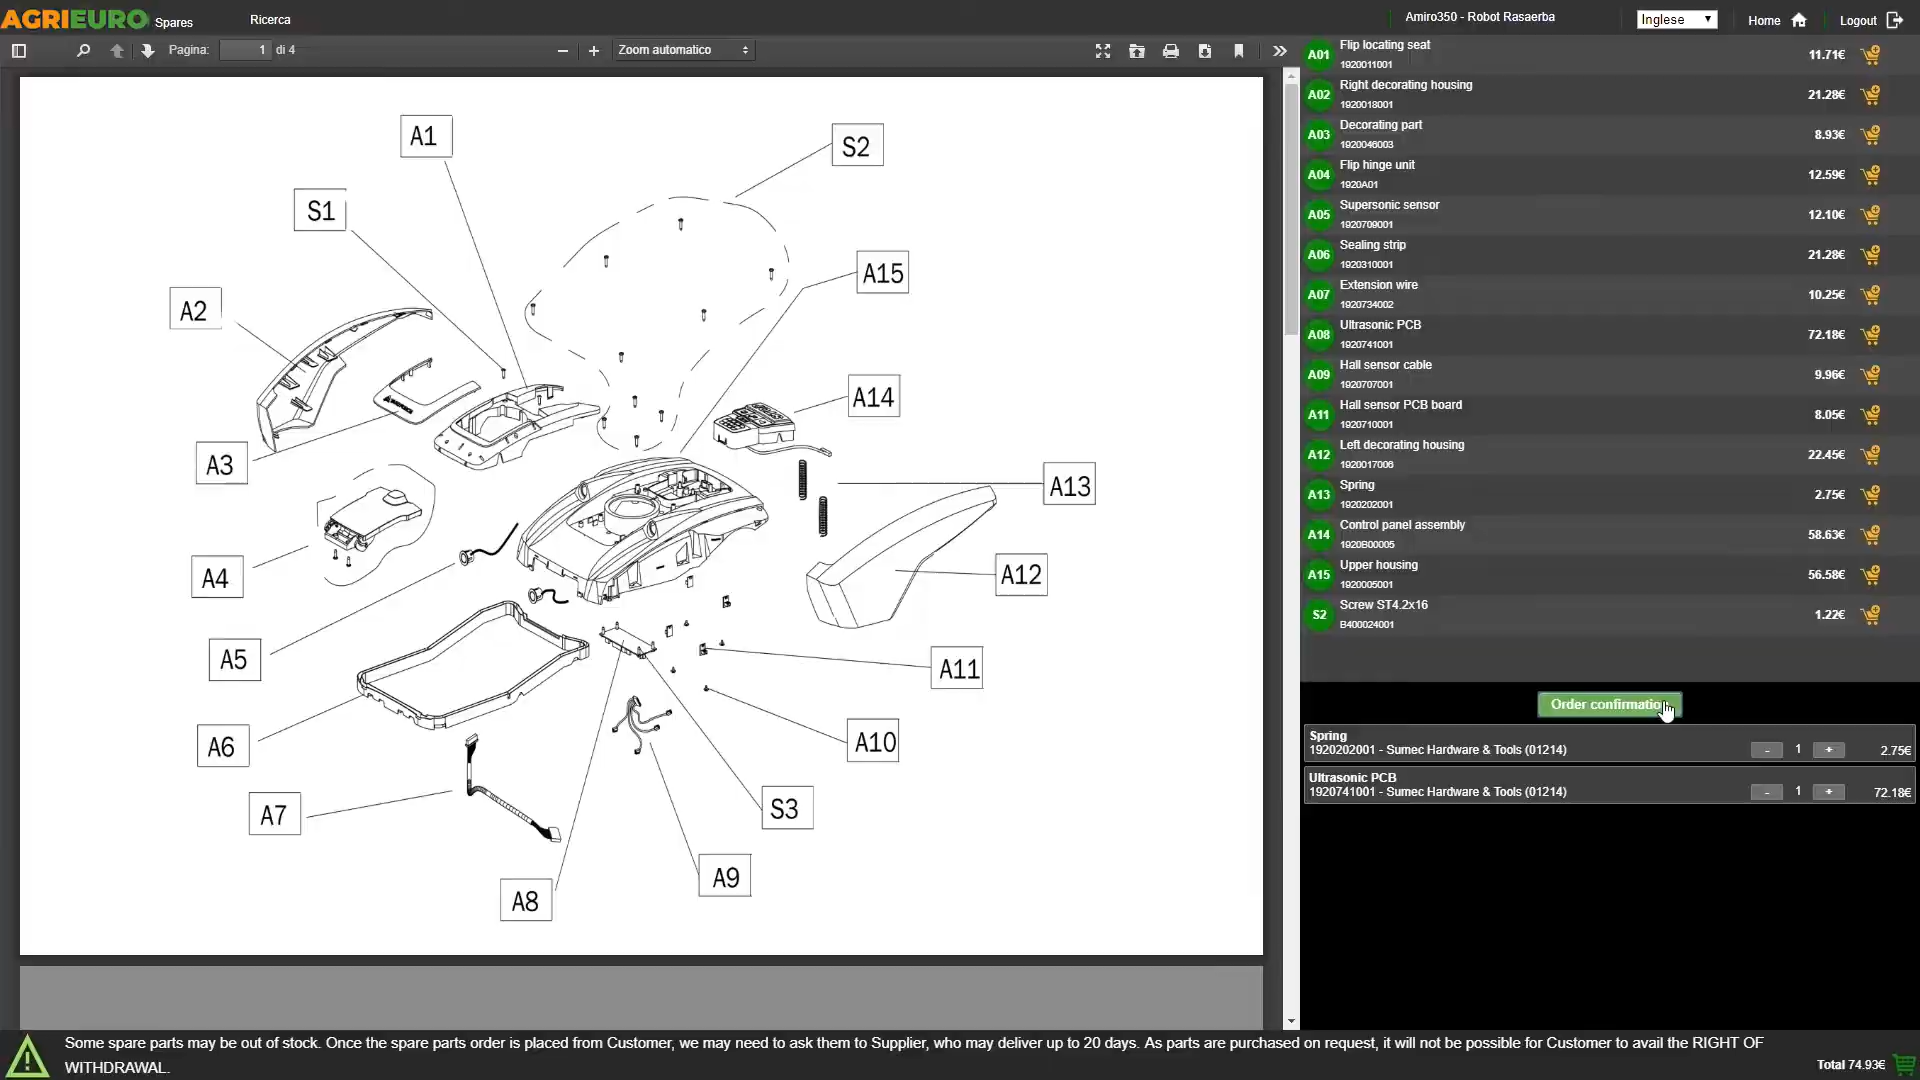 AGRIEURO Spares
Ricerca
Amiro350 - Robot Rasaerba
Inglese
Home
Logout
Pagina: 1 di 4
Zoom automatico
A1
S2
S1
A15
A2
A14
A3
A13
A4
A12
A5
A11
A6
A10
A7
S3
A9
A8
A01 Flip locating seat 11.71€
1920011001
A02 Right decorating housing 21.28€
1920018001
A03 Decorating part 8.93€
1920046003
A04 Flip hinge unit 12.59€
1920A01
A05 Supersonic sensor 12.10€
1920709001
A06 Sealing strip 21.28€
1920310001
A07 Extension wire 10.25€
1920734002
A08 Ultrasonic PCB 72.18€
1920741001
A09 Hall sensor cable 9.96€
1920707001
A11 Hall sensor PCB board 8.05€
1920710001
A12 Left decorating housing 22.45€
1920017006
A13 Spring 2.75€
1920202001
A14 Control panel assembly 58.63€
1920B00005
A15 Upper housing 56.58€
1920005001
S2 Screw ST4.2x16 1.22€
B400024001
Order confirmation
Spring
1920202001 - Sumec Hardware & Tools (01214) - 1 + 2.75€
Ultrasonic PCB
1920741001 - Sumec Hardware & Tools (01214) - 1 + 72.18€
Some spare parts may be out of stock. Once the spare parts order is placed from Customer, we may need to ask them to Supplier, who may deliver up to 20 days. As parts are purchased on request, it will not be possible for Customer to avail the RIGHT OF
WITHDRAWAL.
Total 74.93€